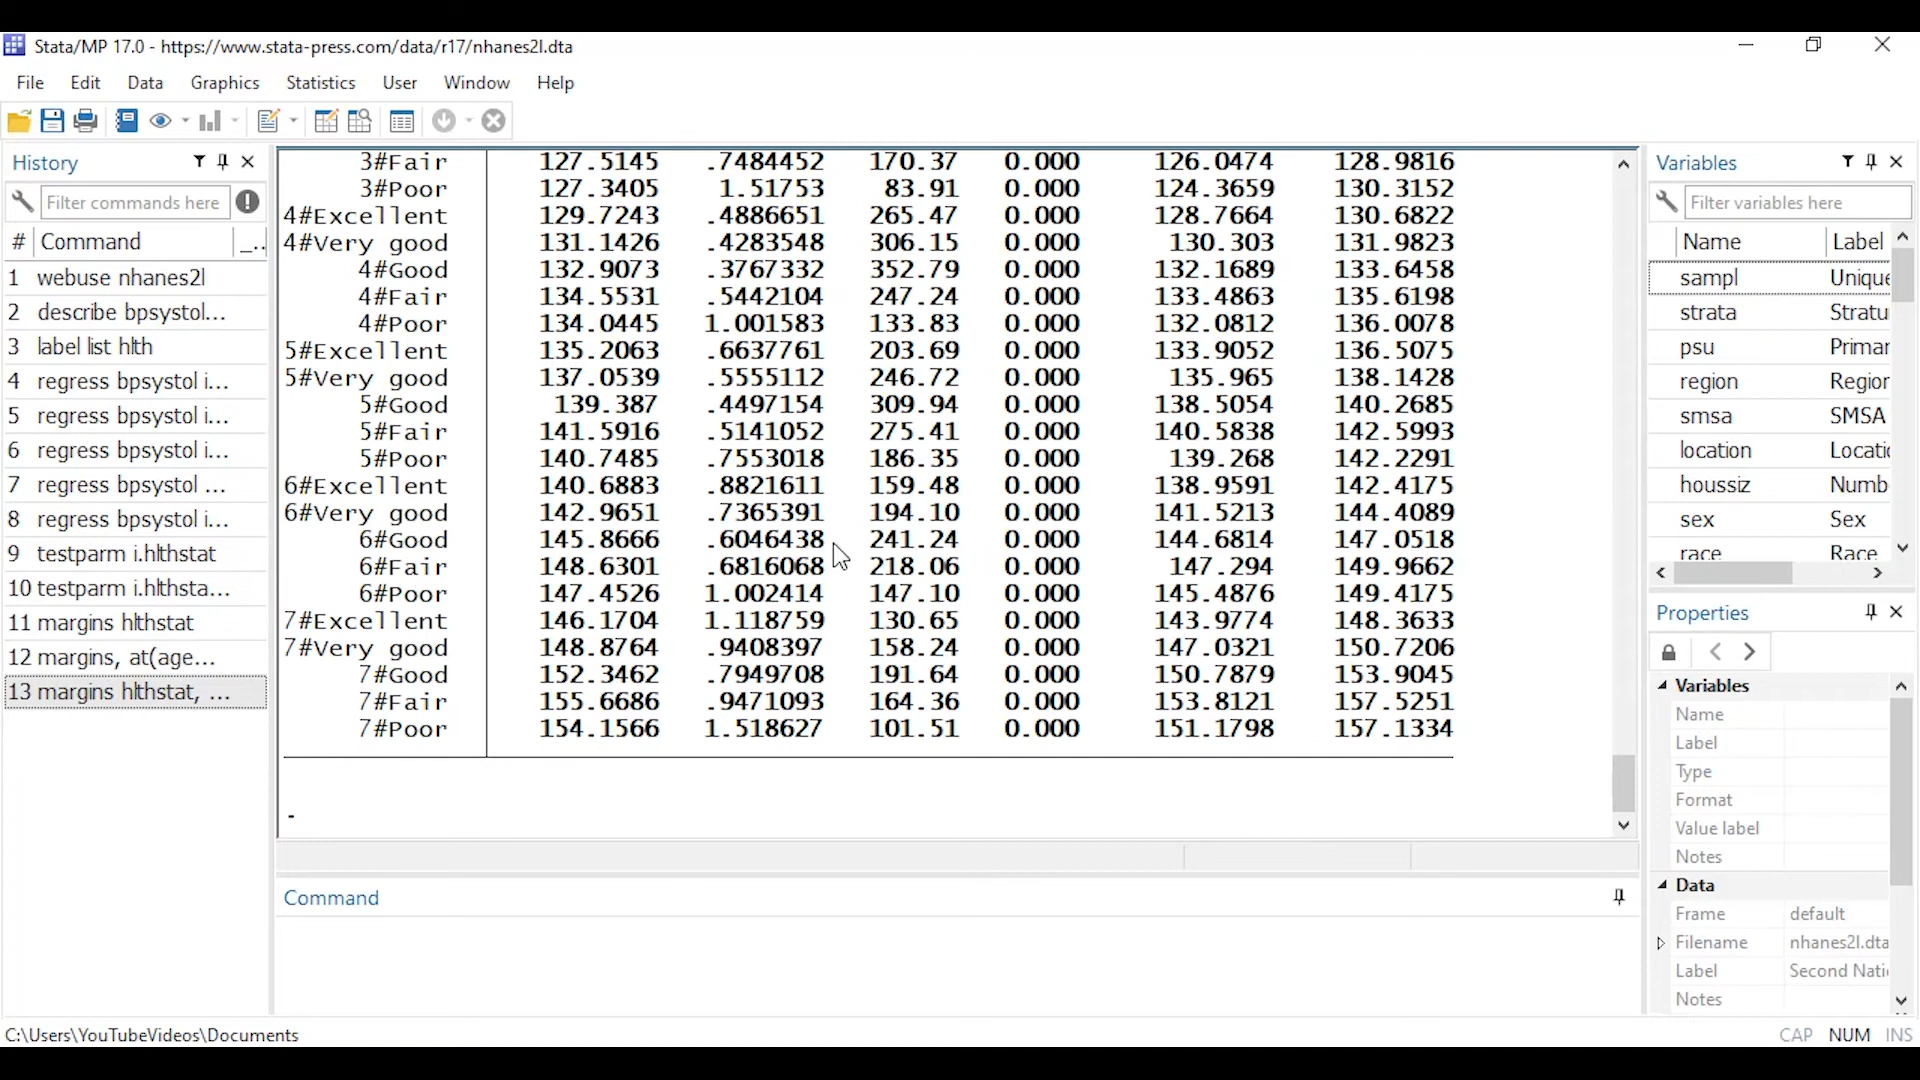 Stata/MP 17.0 - https://www.stata-press.com/data/r17/nhanes2l.dta
File Edit Data Graphics Statistics User Window Help
History
Filter commands here
# Command _..
1 webuse nhanes2l
2 describe bpsystol...
3 label list hlth
4 regress bpsystol i...
5 regress bpsystol i...
6 regress bpsystol i...
7 regress bpsystol ...
8 regress bpsystol i...
9 testparm i.hlthstat
10 testparm i.hlthsta...
11 margins hlthstat
12 margins, at(age...
13 margins hlthstat, ...
3#Fair 127.5145 .7484452 170.37 0.000 126.0474 128.9816
3#Poor 127.3405 1.51753 83.91 0.000 124.3659 130.3152
4#Excellent 129.7243 .4886651 265.47 0.000 128.7664 130.6822
4#Very good 131.1426 .4283548 306.15 0.000 130.303 131.9823
4#Good 132.9073 .3767332 352.79 0.000 132.1689 133.6458
4#Fair 134.5531 .5442104 247.24 0.000 133.4863 135.6198
4#Poor 134.0445 1.001583 133.83 0.000 132.0812 136.0078
5#Excellent 135.2063 .6637761 203.69 0.000 133.9052 136.5075
5#Very good 137.0539 .5555112 246.72 0.000 135.965 138.1428
5#Good 139.387 .4497154 309.94 0.000 138.5054 140.2685
5#Fair 141.5916 .5141052 275.41 0.000 140.5838 142.5993
5#Poor 140.7485 .7553018 186.35 0.000 139.268 142.2291
6#Excellent 140.6883 .8821611 159.48 0.000 138.9591 142.4175
6#Very good 142.9651 .7365391 194.10 0.000 141.5213 144.4089
6#Good 145.8666 .6046438 241.24 0.000 144.6814 147.0518
6#Fair 148.6301 .6816068 218.06 0.000 147.294 149.9662
6#Poor 147.4526 1.002414 147.10 0.000 145.4876 149.4175
7#Excellent 146.1704 1.118759 130.65 0.000 143.9774 148.3633
7#Very good 148.8764 .9408397 158.24 0.000 147.0321 150.7206
7#Good 152.3462 .7949708 191.64 0.000 150.7879 153.9045
7#Fair 155.6686 .9471093 164.36 0.000 153.8121 157.5251
7#Poor 154.1566 1.518627 101.51 0.000 151.1798 157.1334
-
Command
Variables
Filter variables here
Name Label
sampl Unique
strata Stratu
psu Primar
region Region
smsa SMSA
location Locatio
houssiz Numb
sex Sex
race Race
Properties
Variables
Name
Label
Type
Format
Value label
Notes
Data
Frame default
Filename nhanes2l.dta
Label Second Nati
Notes
C:\Users\YouTubeVideos\Documents
CAP NUM INS